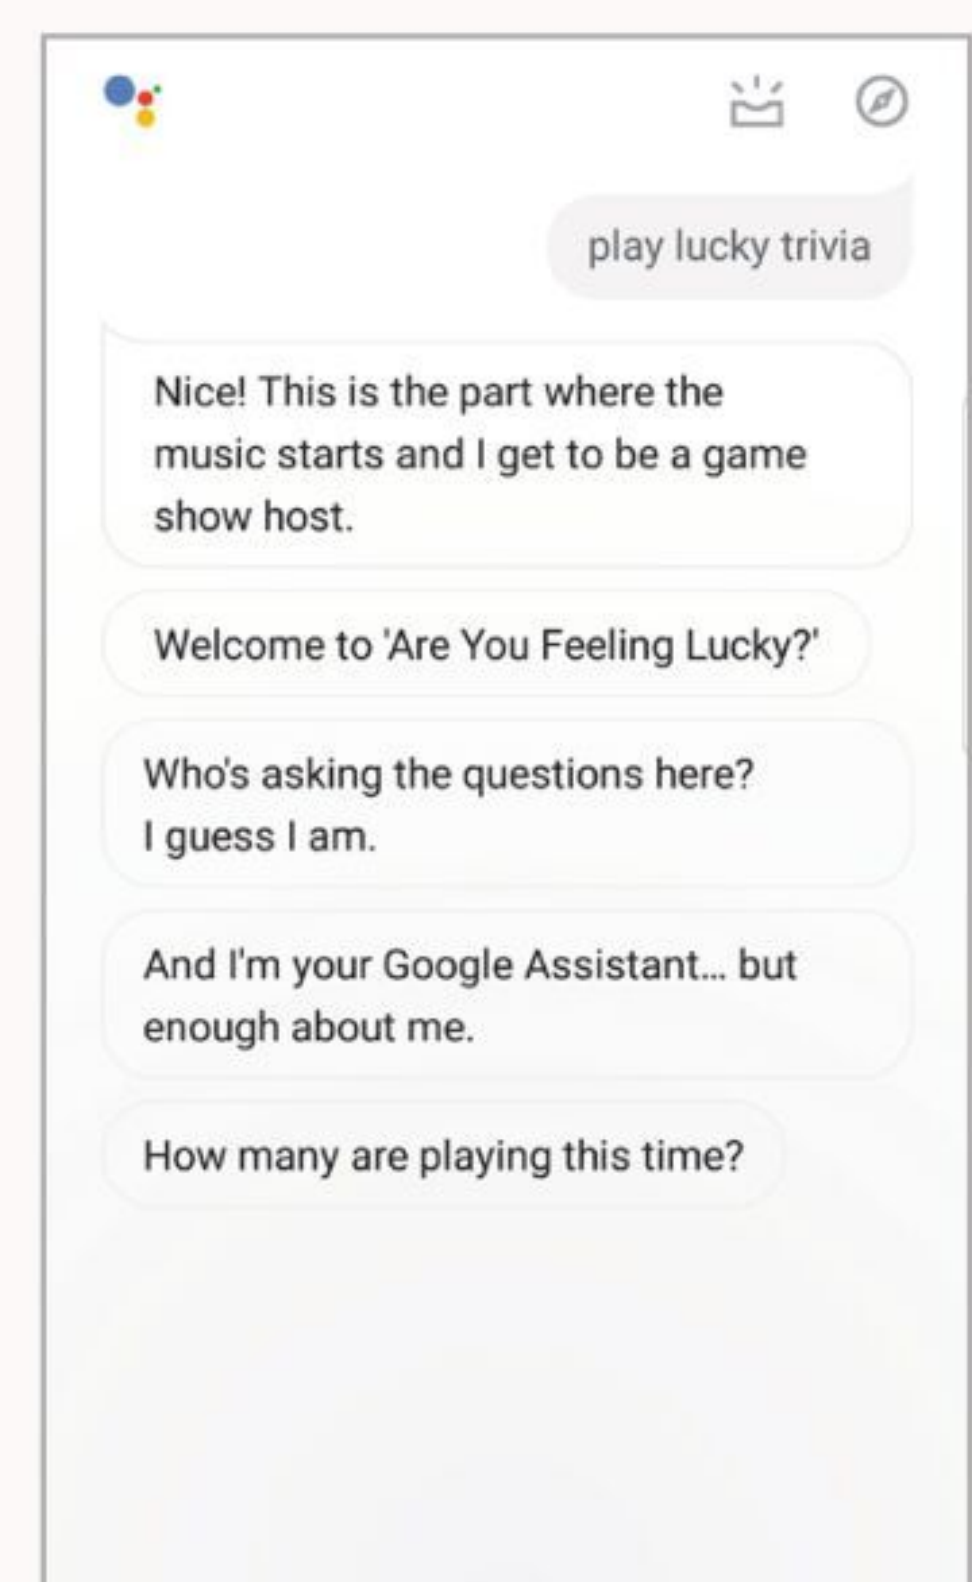 play lucky trivia
Nice! This is the part where the
music starts and I get to be a game
show host.
Welcome to 'Are You Feeling Lucky?'
Who's asking the questions here?
I guess I am.
And I'm your Google Assistant... but
enough about me.
How many are playing this time?